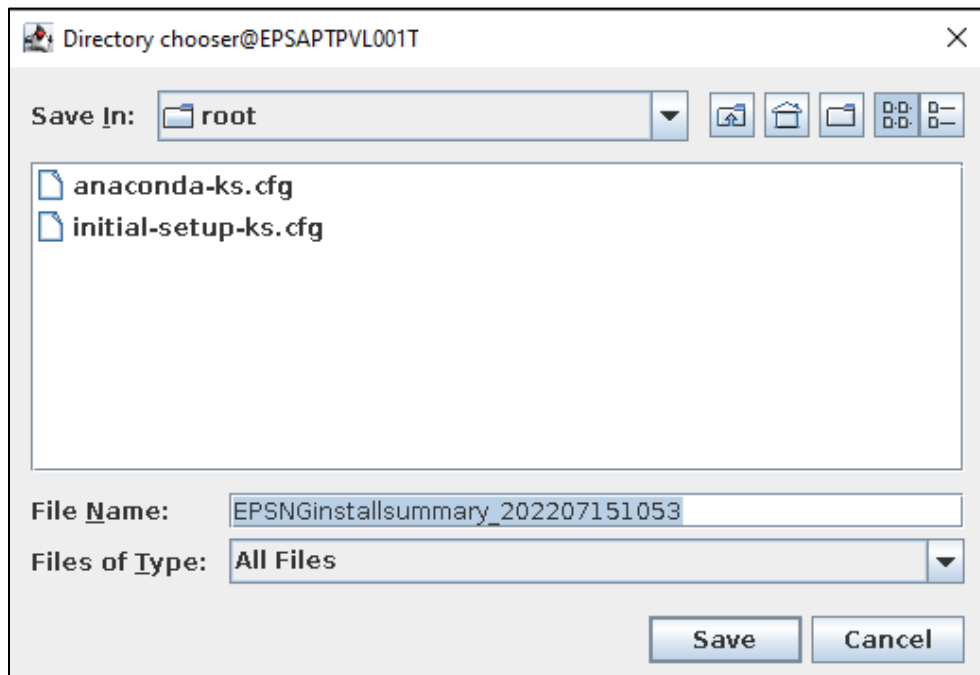 Directory chooser@EPSAPTPVL001T
Save In: root
anaconda-ks.cfg
initial-setup-ks.cfg
File Name: EPSNGinstallsummary_202207151053
Files of Type: All Files
Save Cancel